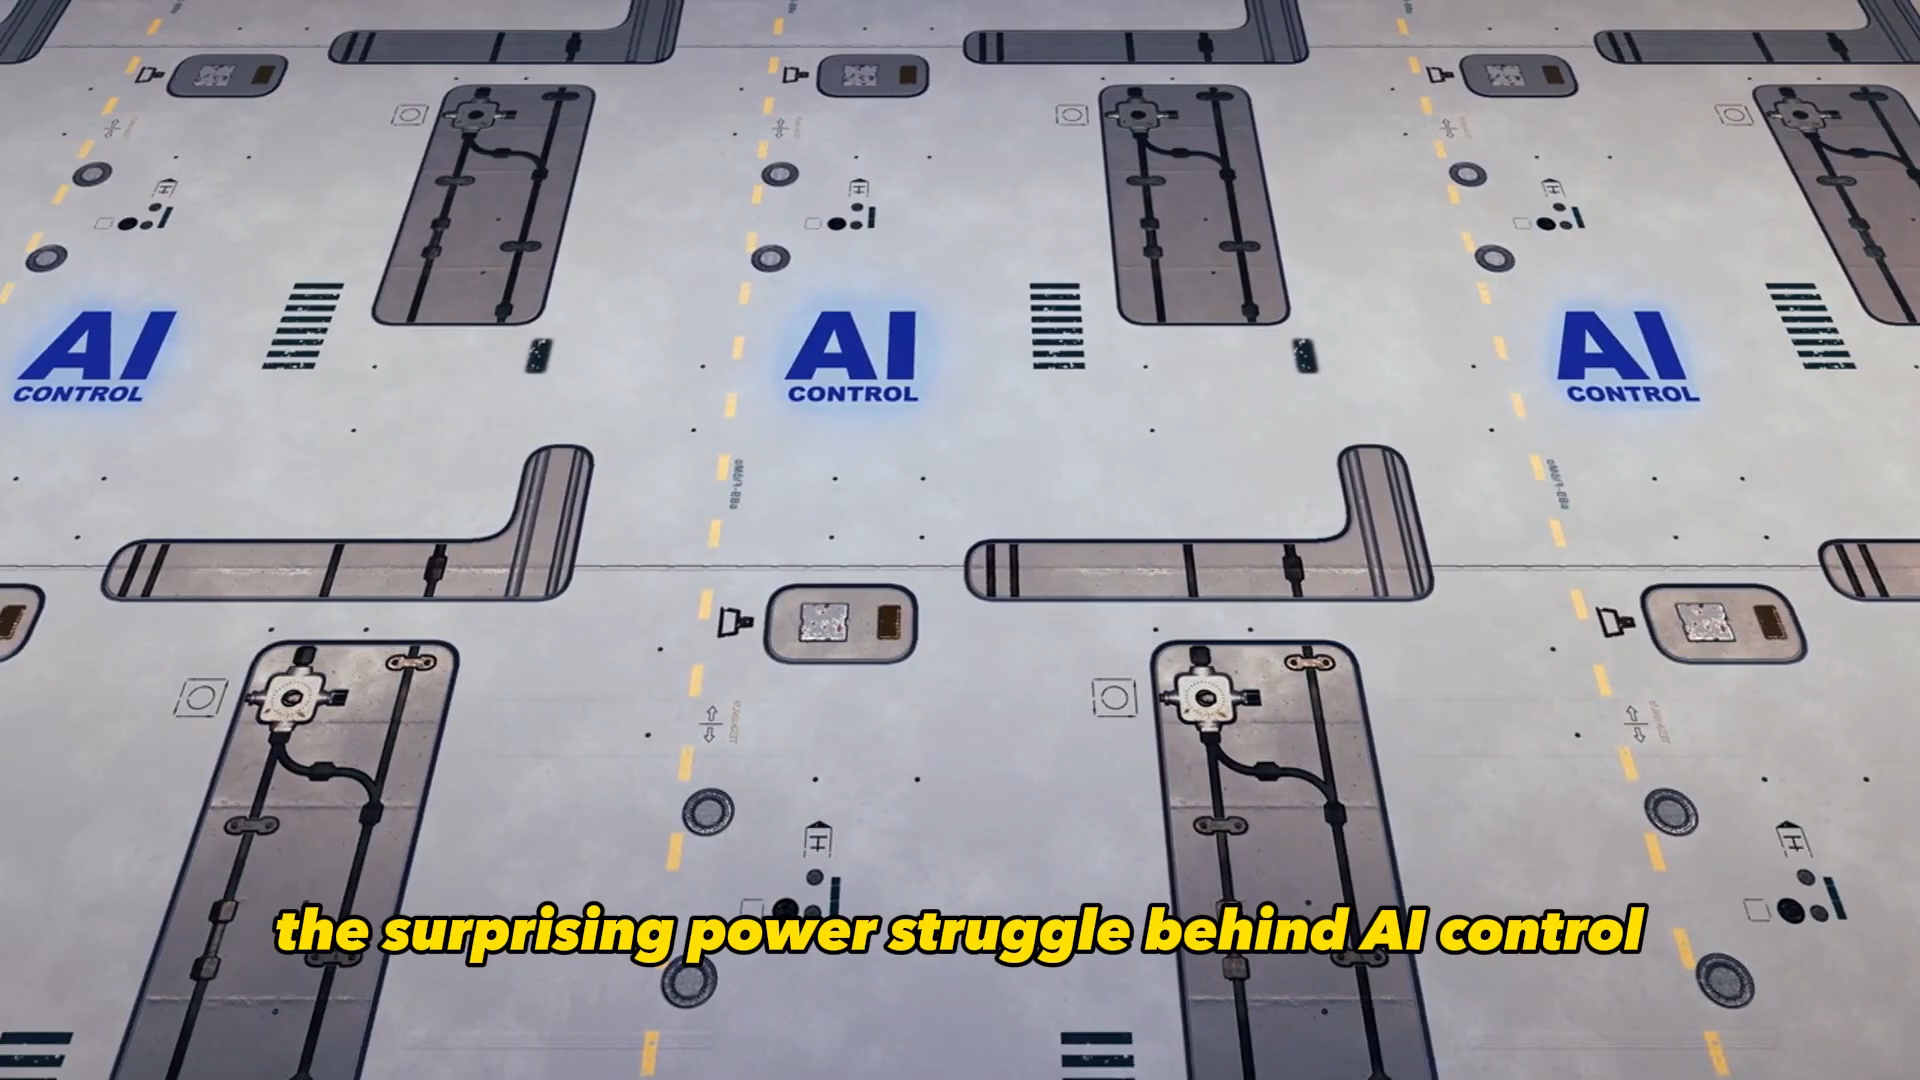 AI
CONTROL
AI
CONTROL
AI
CONTROL
H
H
H
H
H
the surprising power struggle behind AI control